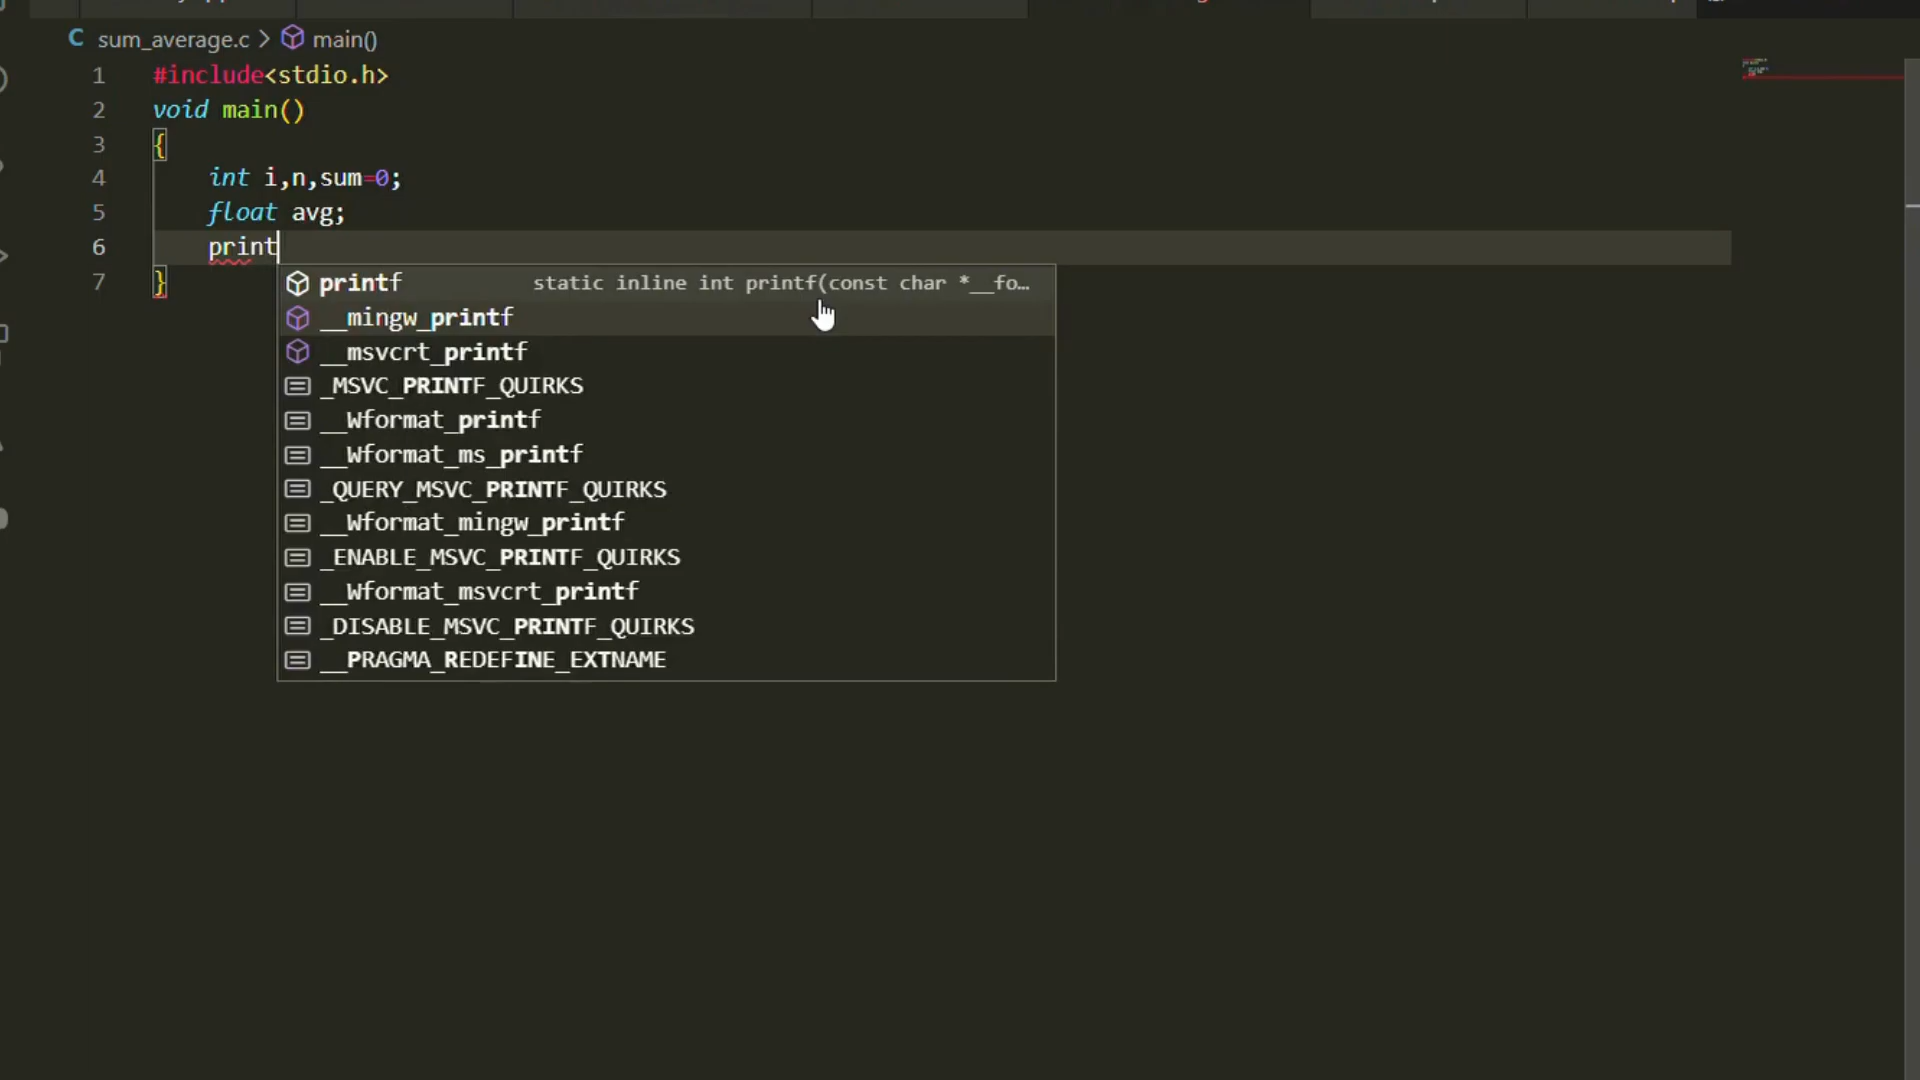 C sum_average.c > main()
1 #include<stdio.h>
2 void main()
3 {
4 int i,n,sum=0;
5 float avg;
6 print
7 }
printf static inline int printf(const char *__fo…
__mingw_printf
__msvcrt_printf
_MSVC_PRINTF_QUIRKS
__Wformat_printf
__Wformat_ms_printf
_QUERY_MSVC_PRINTF_QUIRKS
__Wformat_mingw_printf
_ENABLE_MSVC_PRINTF_QUIRKS
__Wformat_msvcrt_printf
_DISABLE_MSVC_PRINTF_QUIRKS
__PRAGMA_REDEFINE_EXTNAME